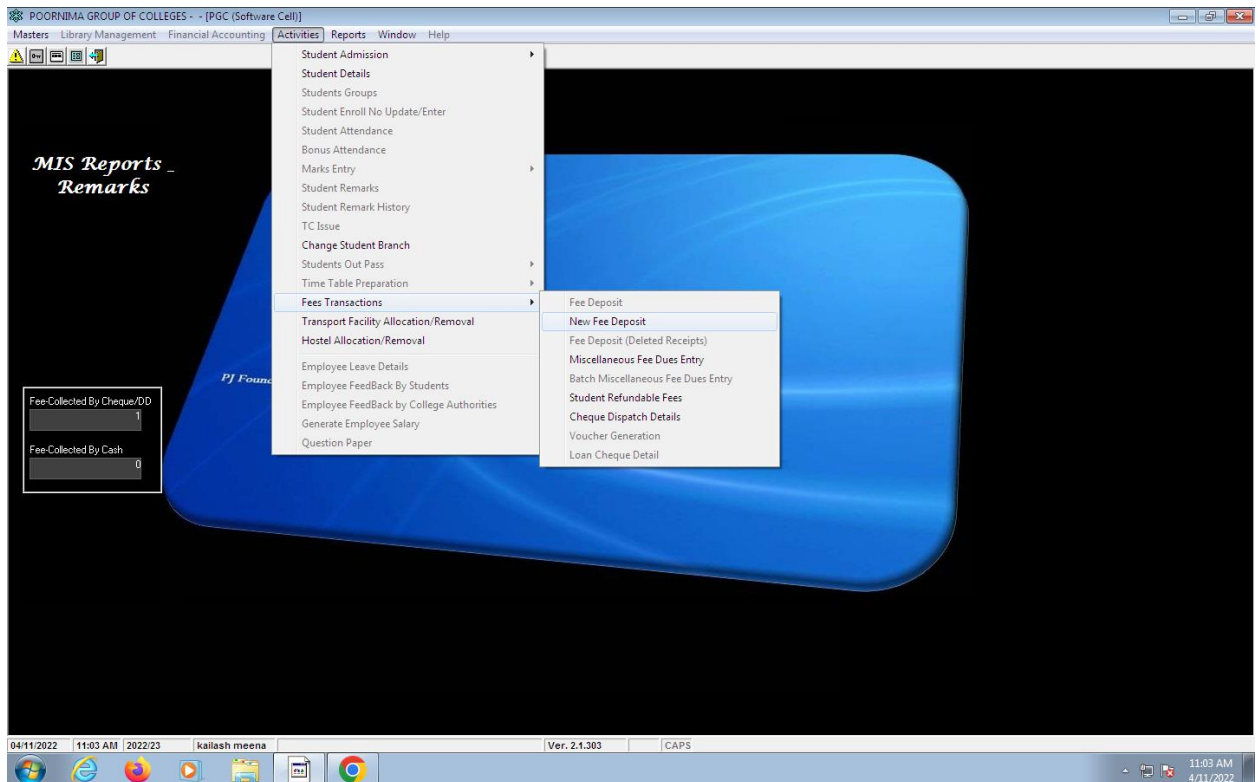 POORNIMA GROUP OF COLLEGES - - [PGC (Software Cell)]
Masters Library Management Financial Accounting Activities Reports Window Help
Student Admission
Student Details
Students Groups
Student Enroll No Update/Enter
Student Attendance
Bonus Attendance
Marks Entry
Student Remarks
Student Remark History
TC Issue
Change Student Branch
Students Out Pass
Time Table Preparation
Fees Transactions
Transport Facility Allocation/Removal
Hostel Allocation/Removal
Employee Leave Details
Employee FeedBack By Students
Employee FeedBack by College Authorities
Generate Employee Salary
Question Paper
Fee Deposit
New Fee Deposit
Fee Deposit (Deleted Receipts)
Miscellaneous Fee Dues Entry
Batch Miscellaneous Fee Dues Entry
Student Refundable Fees
Cheque Dispatch Details
Voucher Generation
Loan Cheque Detail
MIS Reports _
Remarks
PJ Foun
Fee-Collected By Cheque/DD
1
Fee-Collected By Cash
0
04/11/2022 11:03 AM 2022/23 kailash meena Ver. 2.1.303 CAPS
11:03 AM
4/11/2022